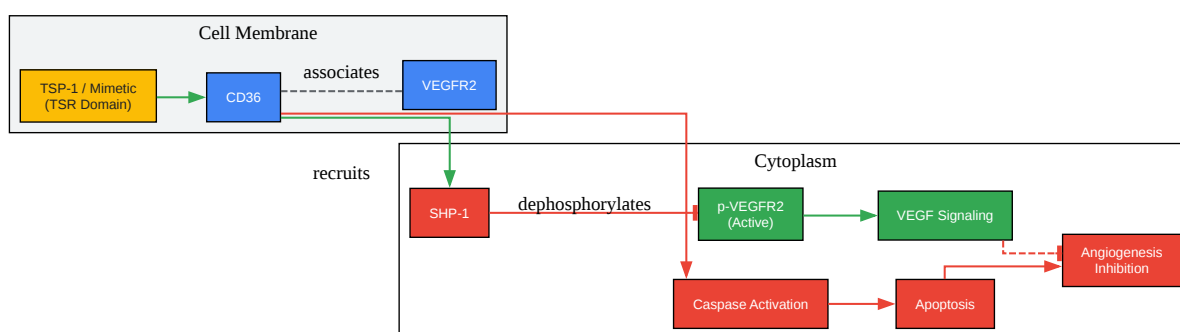 Cell Membrane
TSP-1 / Mimetic
(TSR Domain)
CD36
associates
VEGFR2
recruits
Cytoplasm
SHP-1
dephosphorylates
p-VEGFR2
(Active)
VEGF Signaling
Angiogenesis
Inhibition
Caspase Activation
Apoptosis